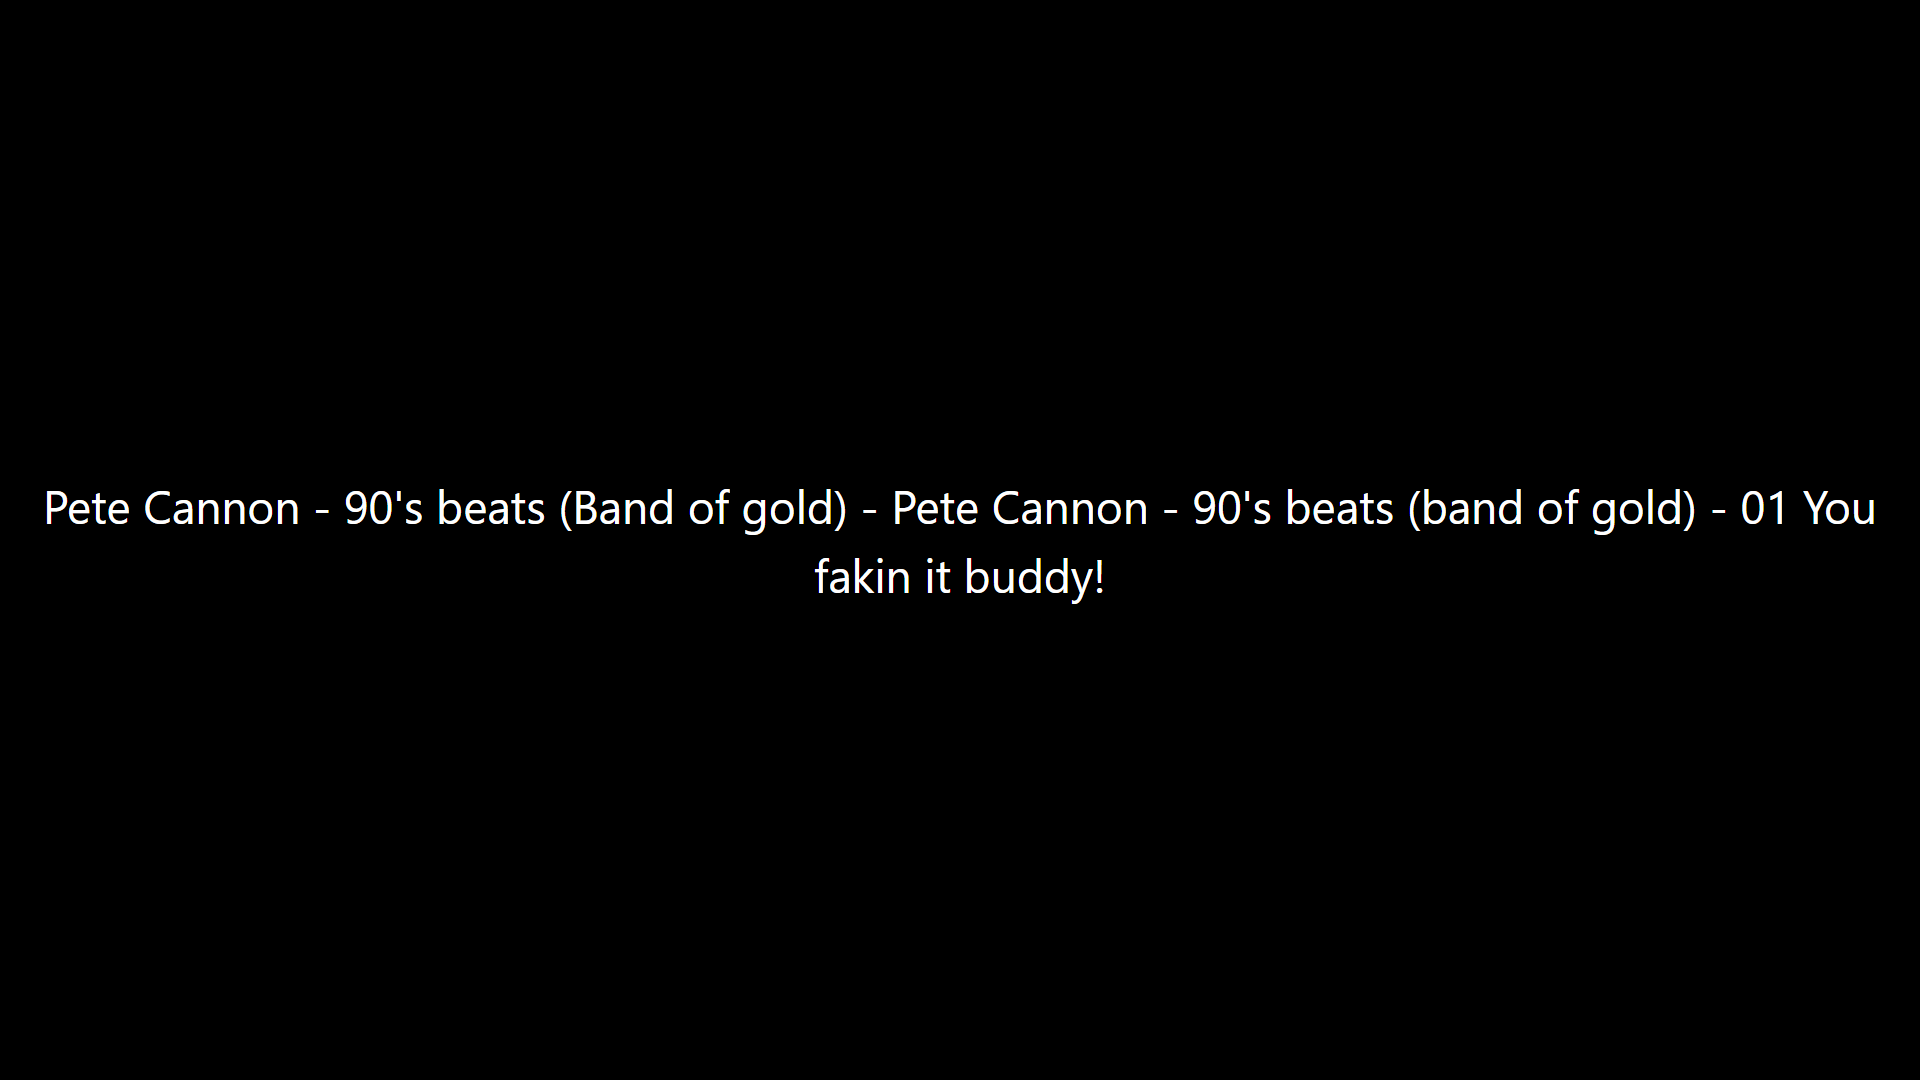 Pete Cannon - 90's beats (Band of gold) - Pete Cannon - 90's beats (band of gold) - 01 You
fakin it buddy!